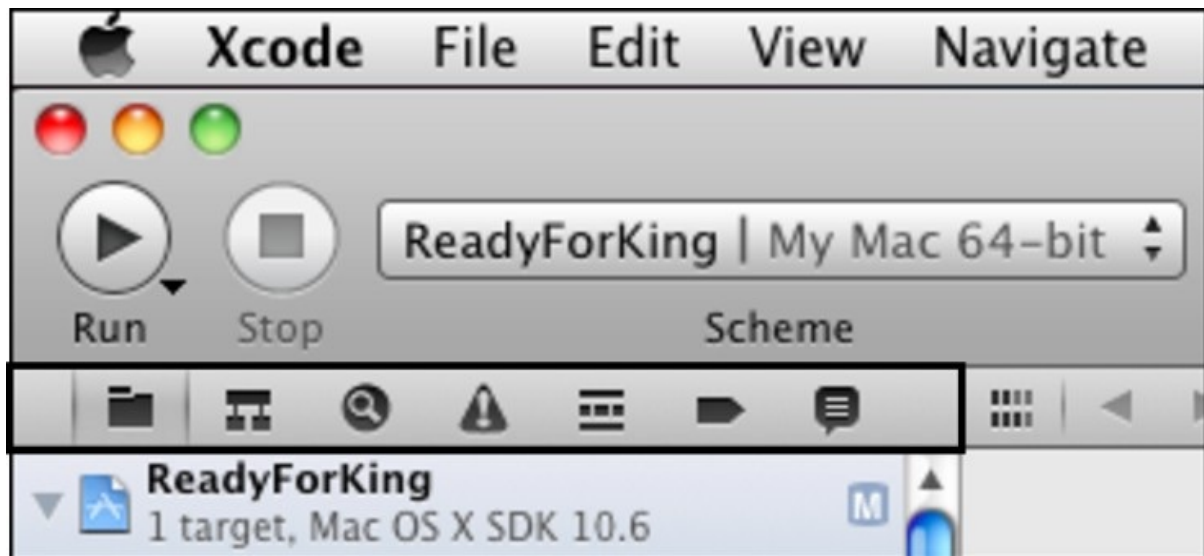 Xcode File Edit View Navigate
ReadyForKing | My Mac 64-bit
Run Stop Scheme
ReadyForKing
1 target, Mac OS X SDK 10.6
M